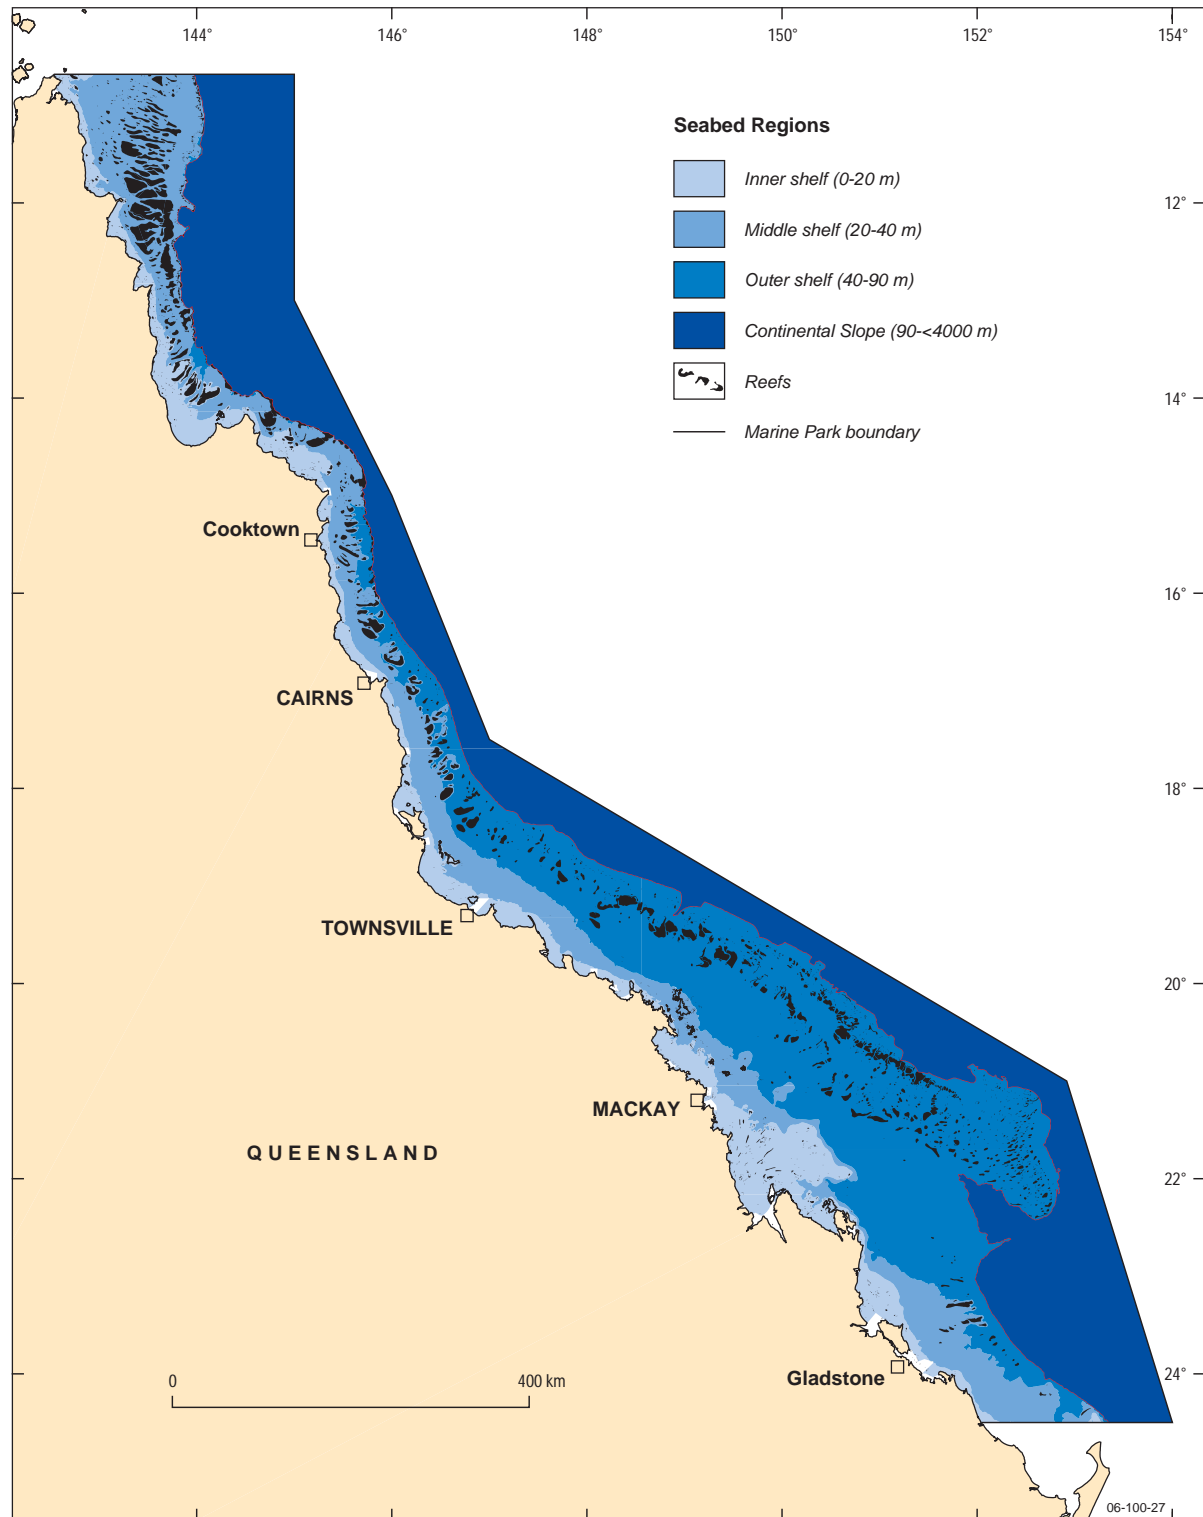 144°
146°
148°
150°
152°
154°
Seabed Regions
Inner shelf (0-20 m)
Middle shelf (20-40 m)
Outer shelf (40-90 m)
Continental Slope (90-<4000 m)
Reefs
Marine Park boundary
12°
14°
16°
18°
20°
22°
24°
Cooktown
CAIRNS
TOWNSVILLE
MACKAY
QUEENSLAND
Gladstone
0 400 km
06-100-27